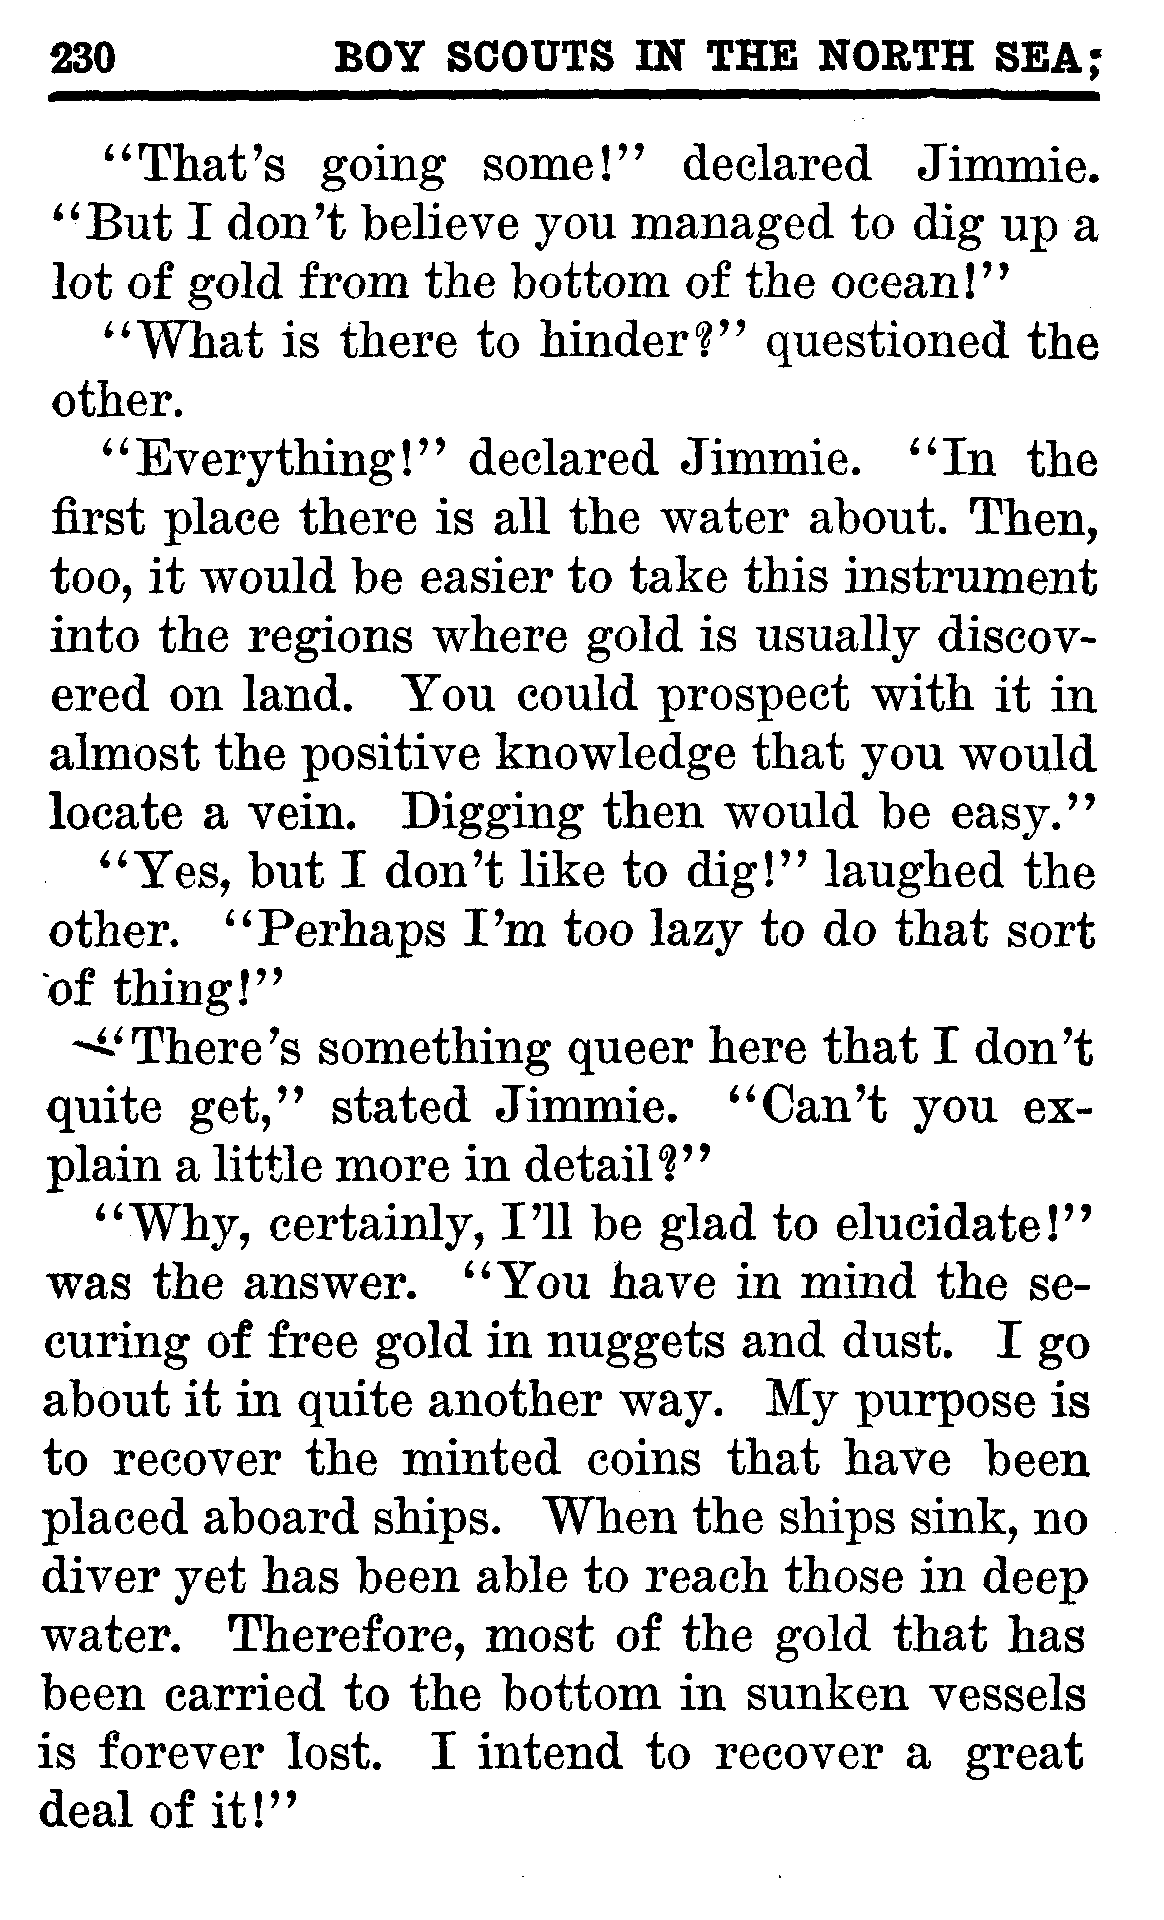 230 BOY SCOUTS IN THE NORTH SEA;
“That’s going some!” declared Jimmie.
“But I don’t believe you managed to dig up a
lot of gold from the bottom of the ocean!”
“What is there to hinder?” questioned the
other.
“Everything!” declared Jimmie. “In the
first place there is all the water about. Then,
too, it would be easier to take this instrument
into the regions where gold is usually discov-
ered on land. You could prospect with it in
almost the positive knowledge that you would
locate a vein. Digging then would be easy.”
“Yes, but I don’t like to dig!” laughed the
other. “Perhaps I’m too lazy to do that sort
of thing!”
“There’s something queer here that I don’t
quite get,” stated Jimmie. “Can’t you ex-
plain a little more in detail?”
“Why, certainly, I’ll be glad to elucidate!”
was the answer. “You have in mind the se-
curing of free gold in nuggets and dust. I go
about it in quite another way. My purpose is
to recover the minted coins that have been
placed aboard ships. When the ships sink, no
diver yet has been able to reach those in deep
water. Therefore, most of the gold that has
been carried to the bottom in sunken vessels
is forever lost. I intend to recover a great
deal of it!”